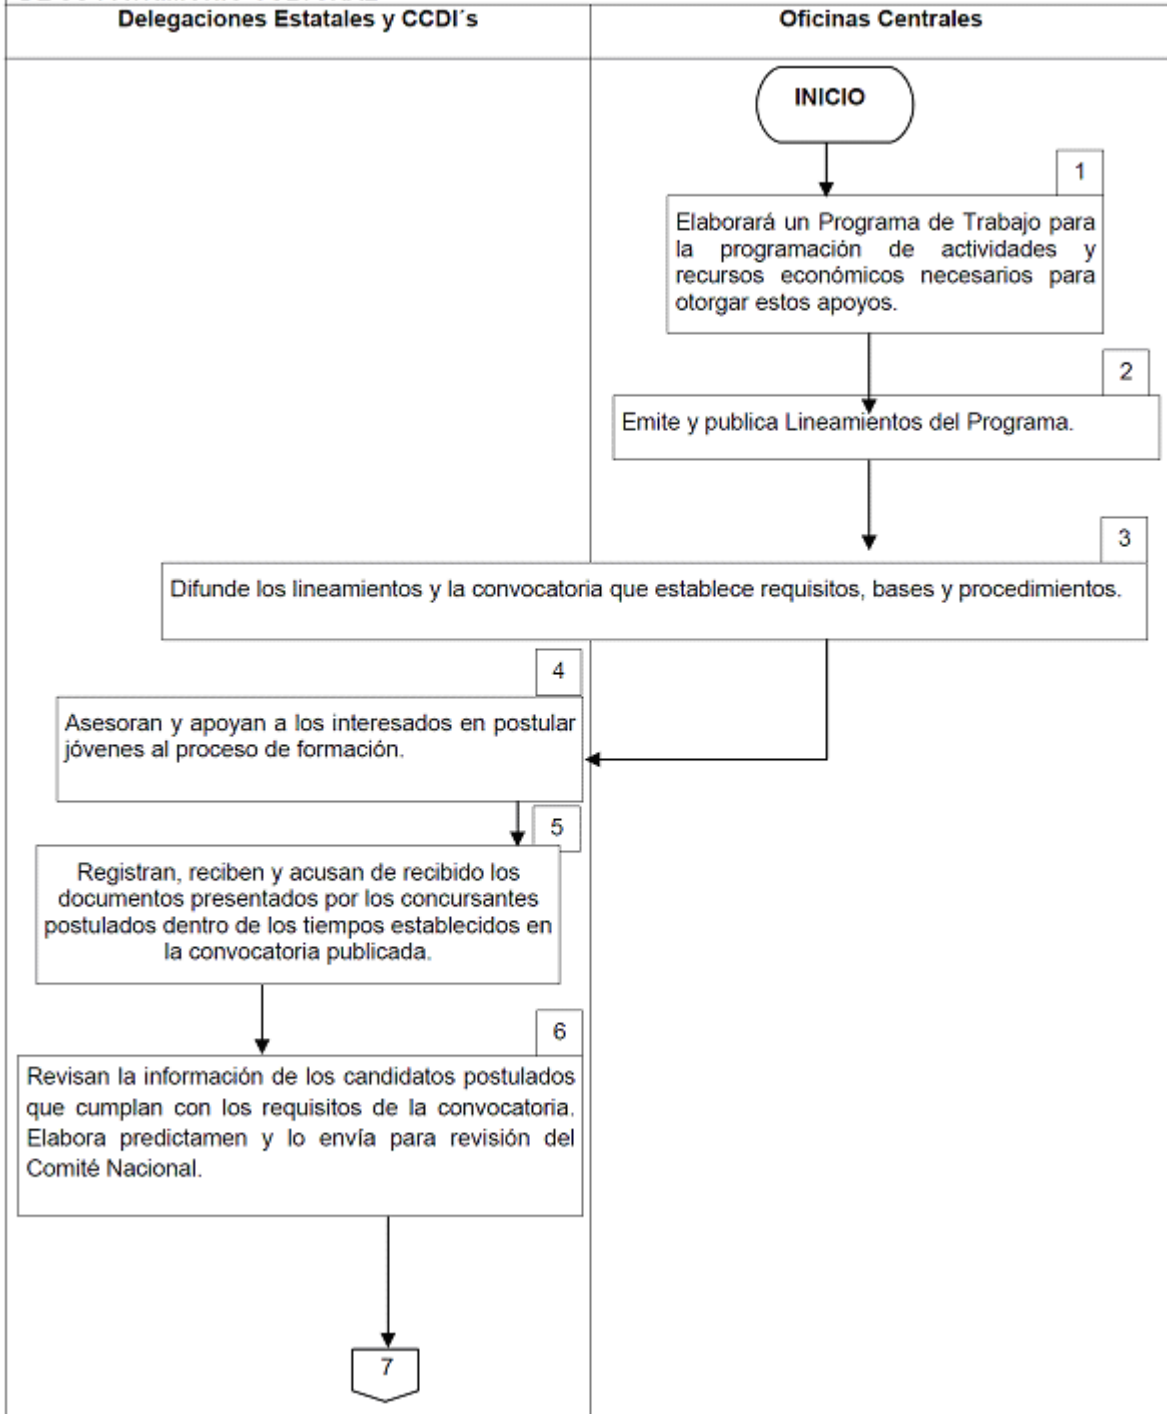 Delegaciones Estatales y CCDI´s
Oficinas Centrales
INICIO
1
Elaborará un Programa de Trabajo para
la programación de actividades y
recursos económicos necesarios para
otorgar estos apoyos.
2
Emite y publica Lineamientos del Programa.
3
Difunde los lineamientos y la convocatoria que establece requisitos, bases y procedimientos.
4
Asesoran y apoyan a los interesados en postular
jóvenes al proceso de formación.
5
Registran, reciben y acusan de recibido los
documentos presentados por los concursantes
postulados dentro de los tiempos establecidos en
la convocatoria publicada.
6
Revisan la información de los candidatos postulados
que cumplan con los requisitos de la convocatoria.
Elabora predictamen y lo envía para revisión del
Comité Nacional.
7